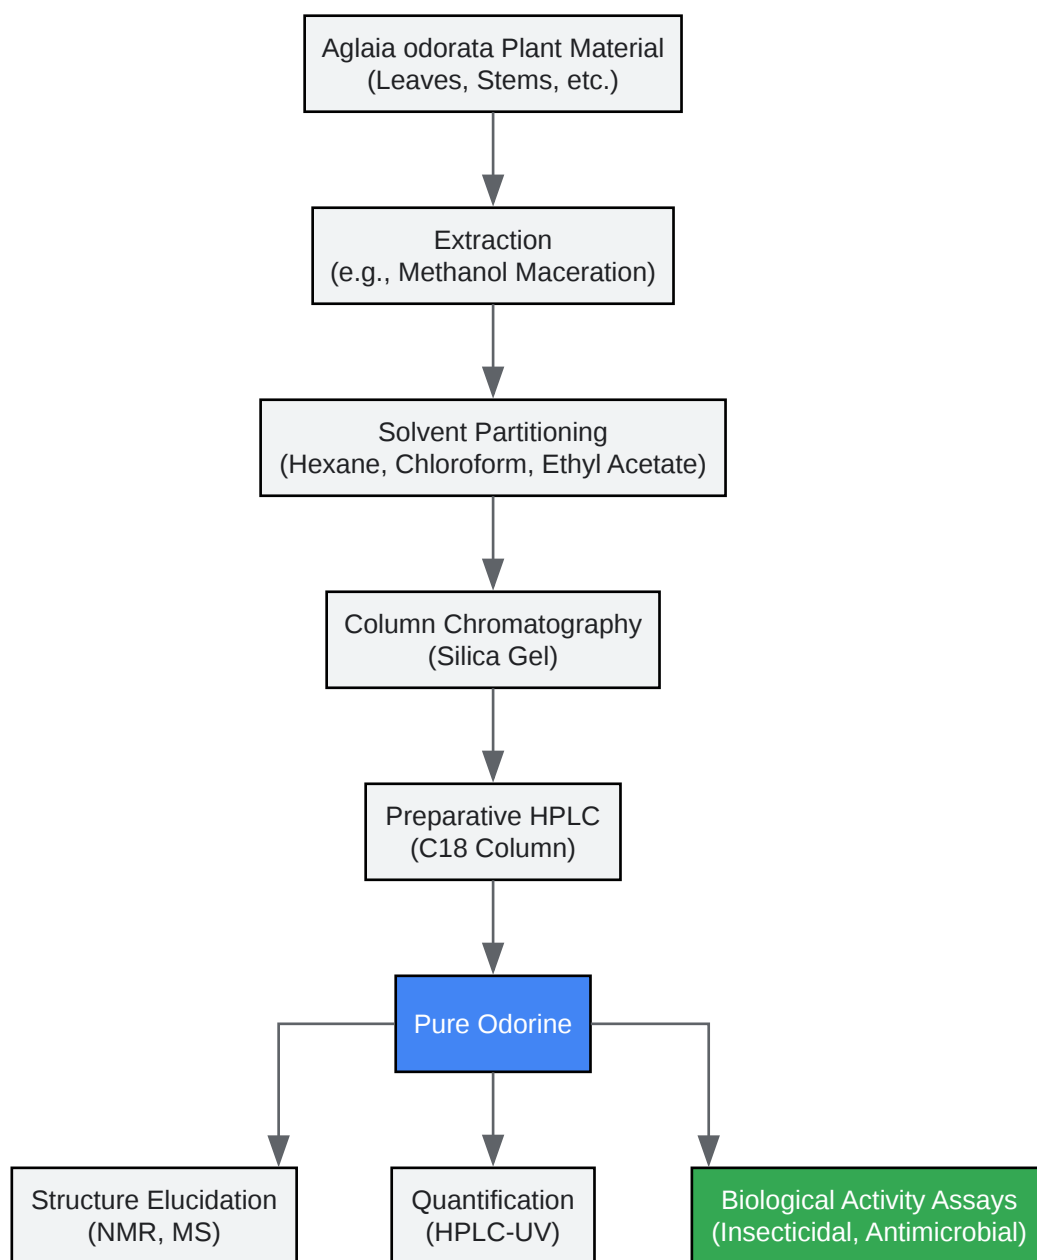 Aglaia odorata Plant Material
(Leaves, Stems, etc.)
Extraction
(e.g., Methanol Maceration)
Solvent Partitioning
(Hexane, Chloroform, Ethyl Acetate)
Column Chromatography
(Silica Gel)
Preparative HPLC
(C18 Column)
Pure Odorine
Structure Elucidation
(NMR, MS)
Quantification
(HPLC-UV)
Biological Activity Assays
(Insecticidal, Antimicrobial)